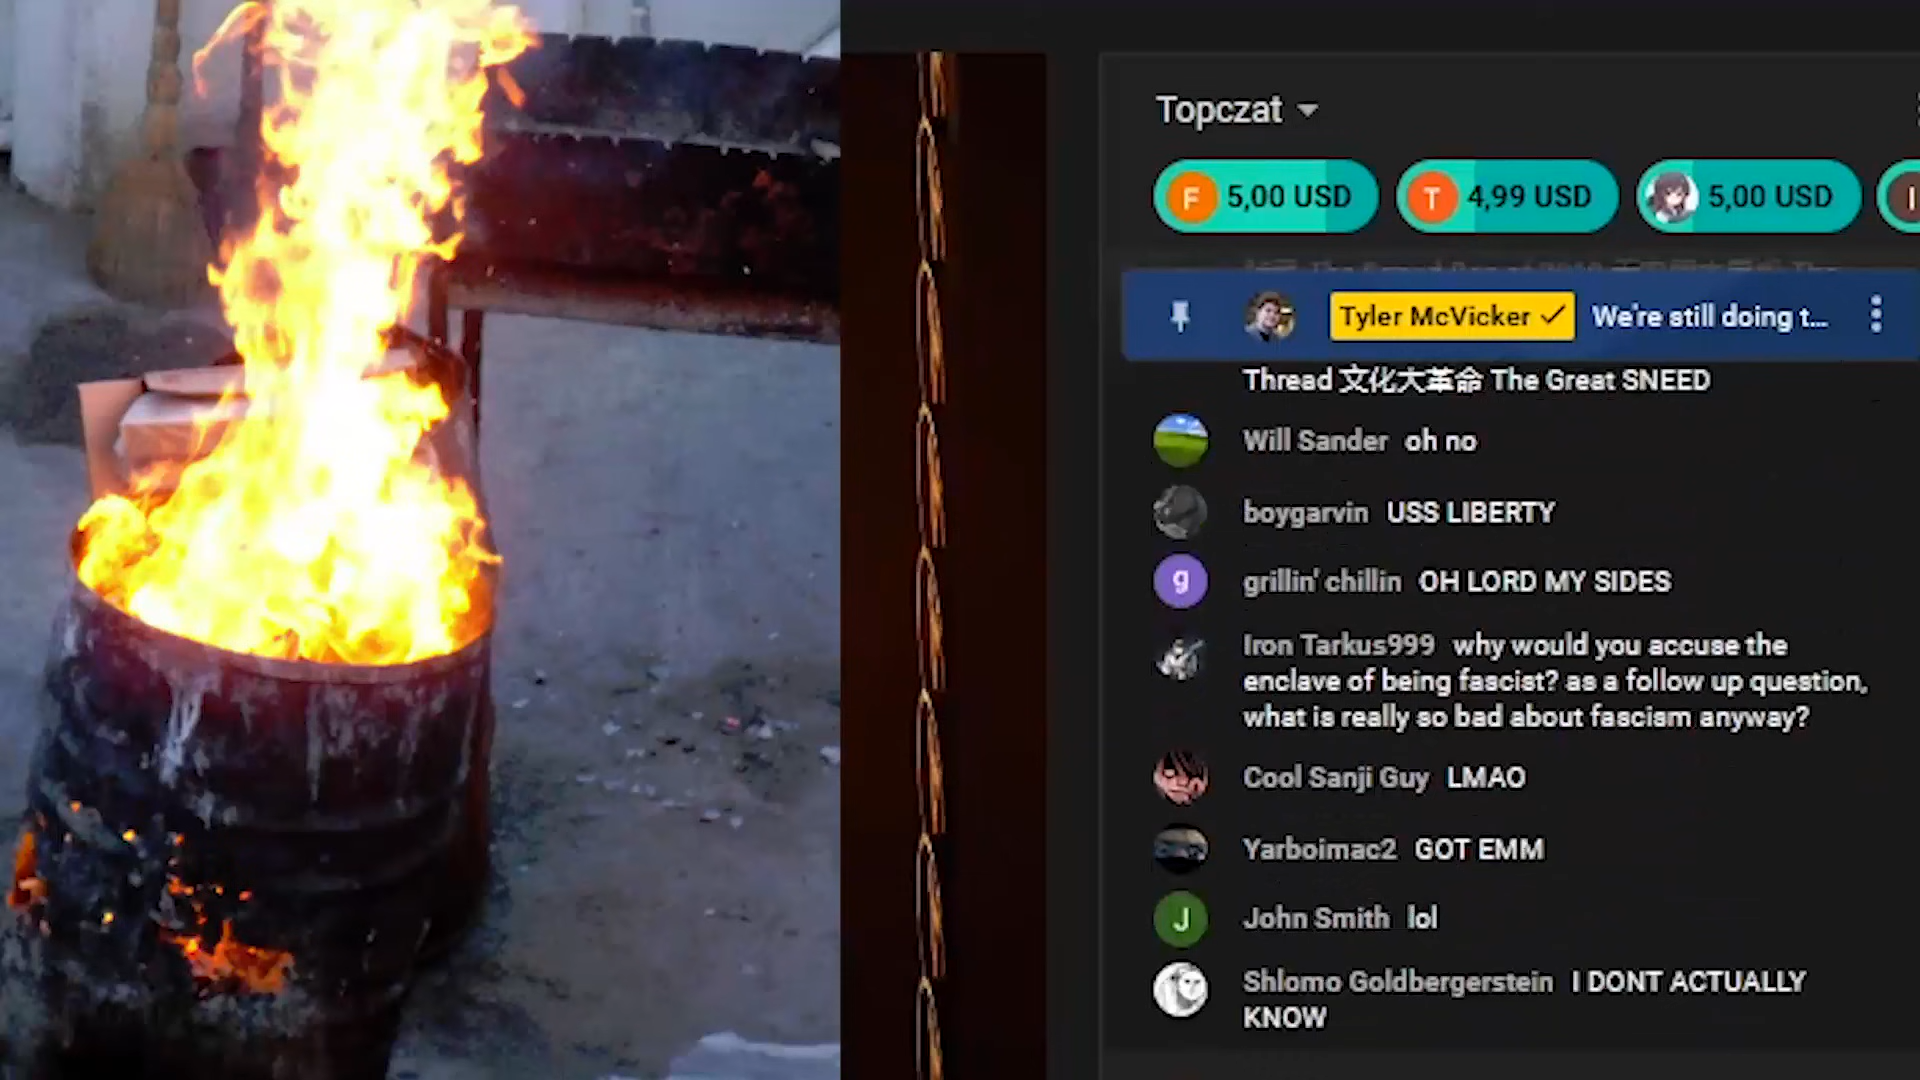 Topczat
F 5,00 USD T 4,99 USD 5,00 USD I
Tyler McVicker We're still doing t...
Thread 文化大革命 The Great SNEED
Will Sander oh no
boygarvin USS LIBERTY
g grillin' chillin OH LORD MY SIDES
Iron Tarkus999 why would you accuse the
enclave of being fascist? as a follow up question,
what is really so bad about fascism anyway?
Cool Sanji Guy LMAO
Yarboimac2 GOT EMM
J John Smith lol
Shlomo Goldbergerstein I DONT ACTUALLY
KNOW